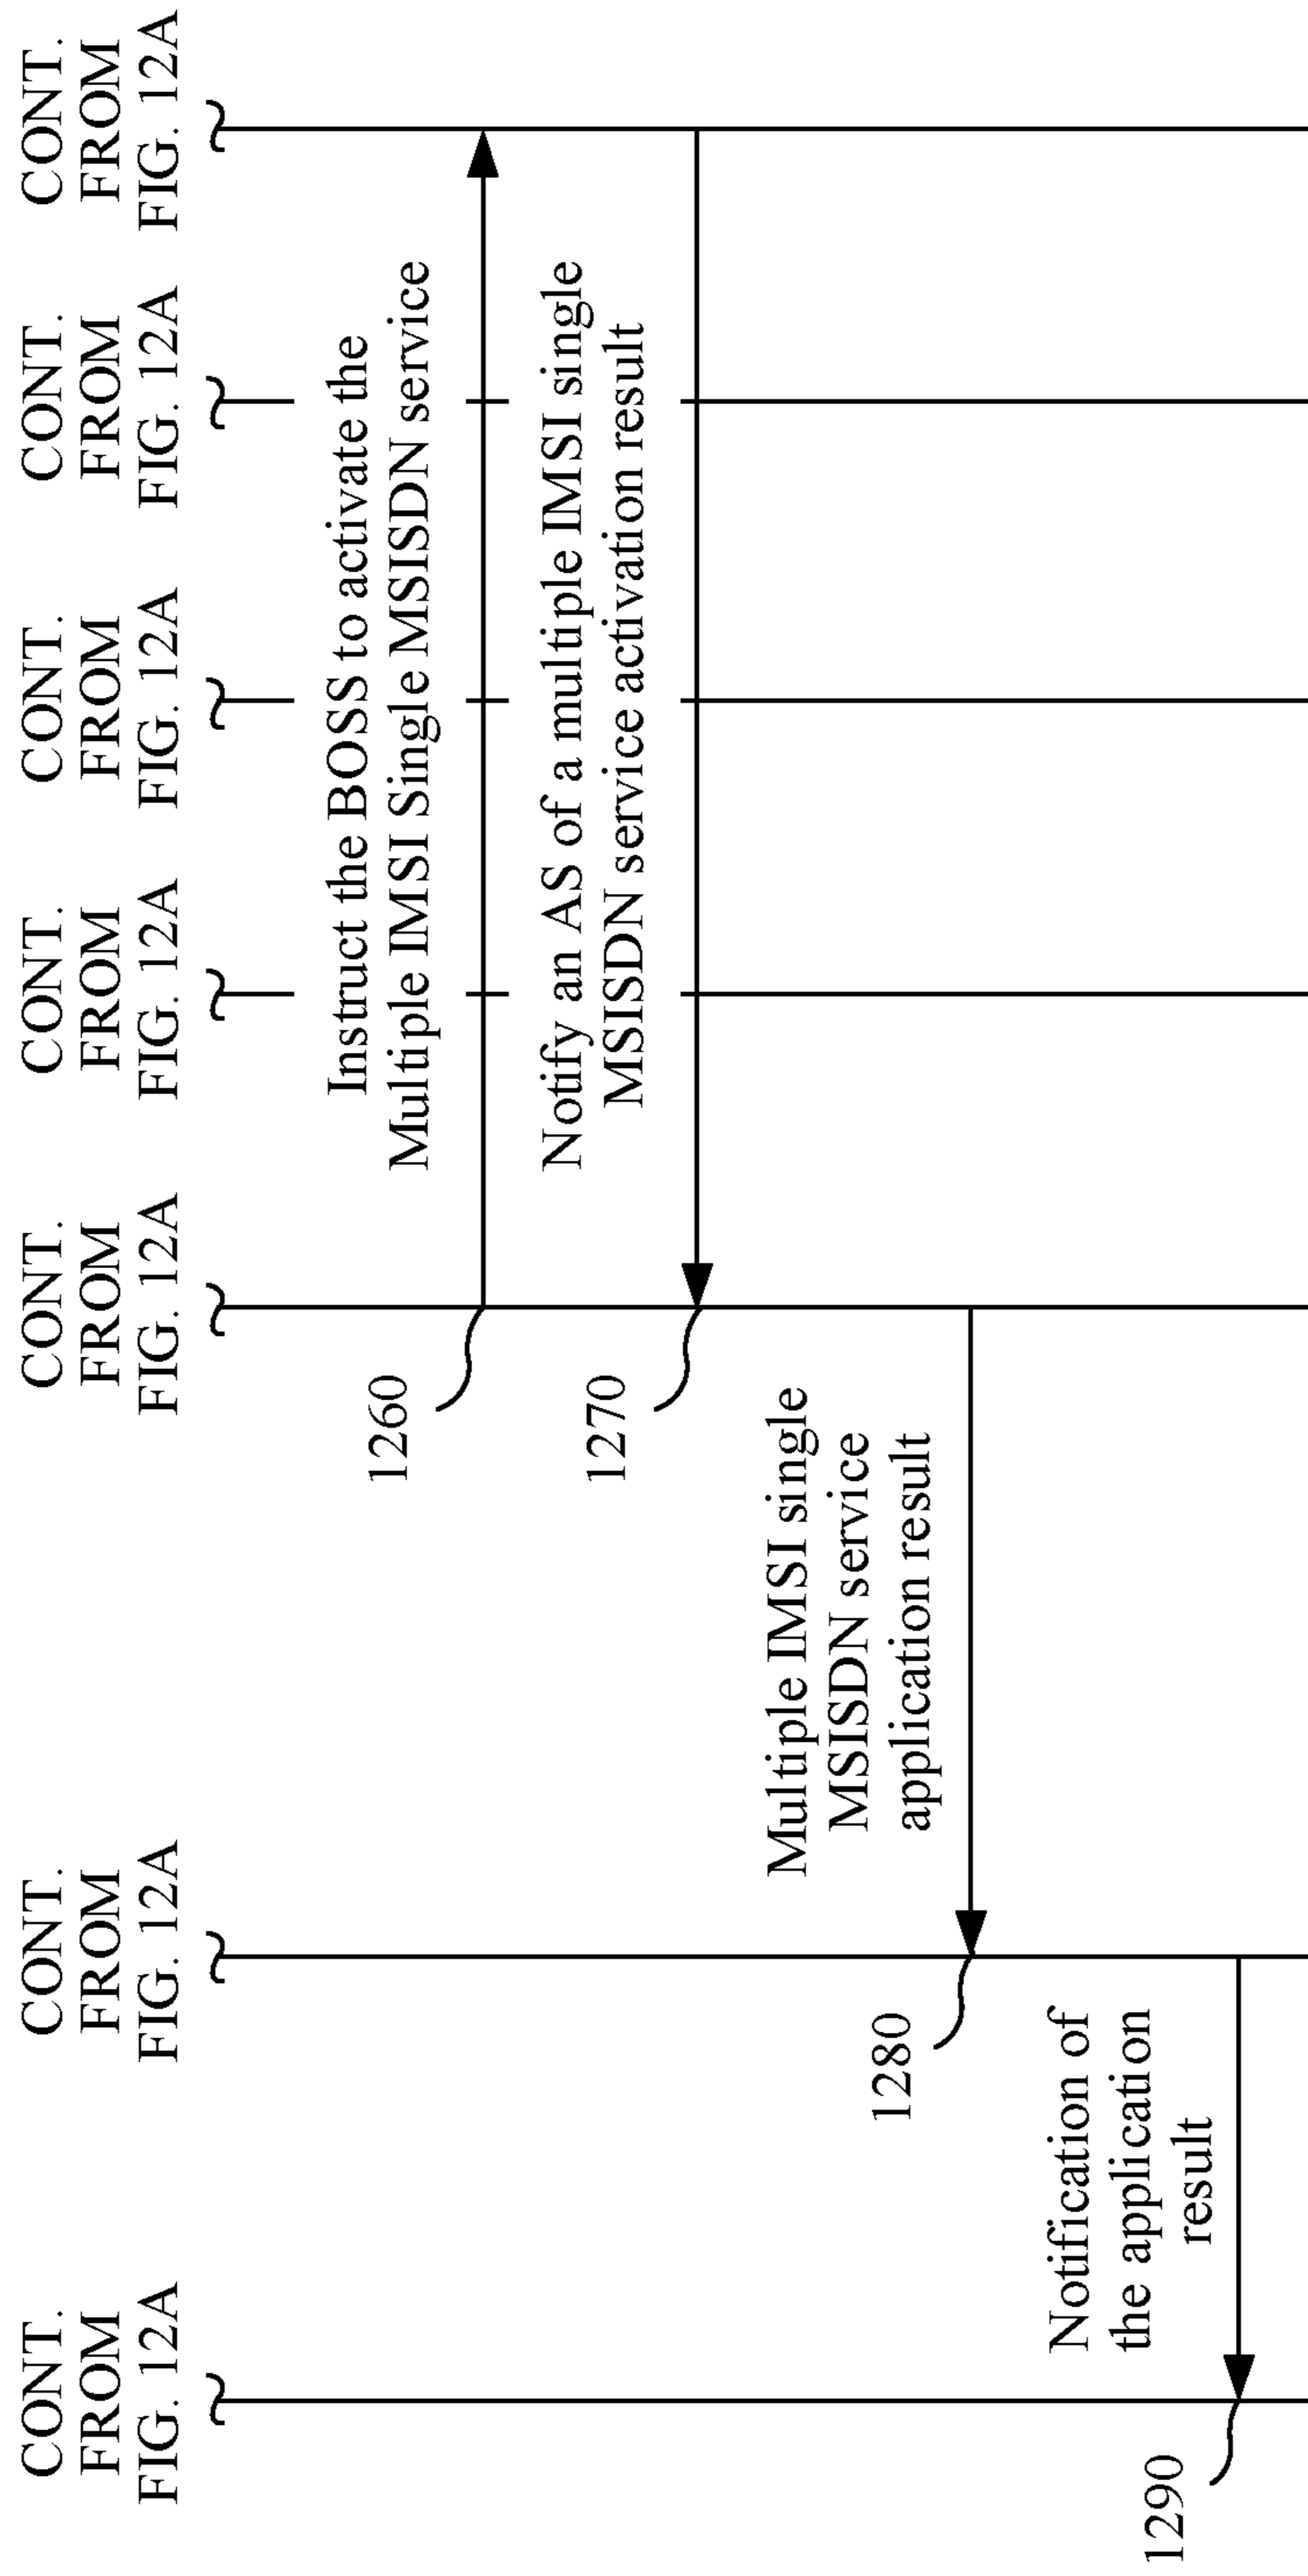 CONT.
FROM
FIG. 12A
CONT.
FROM
FIG. 12A
CONT.
FROM
FIG. 12A
CONT.
FROM
FIG. 12A
CONT.
FROM
FIG. 12A
CONT.
FROM
FIG. 12A
CONT.
FROM
FIG. 12A
1260
Instruct the BOSS to activate the
Multiple IMSI Single MSISDN service
1270
Notify an AS of a multiple IMSI single
MSISDN service activation result
Multiple IMSI single
MSISDN service
application result
1280
Notification of
the application
result
1290